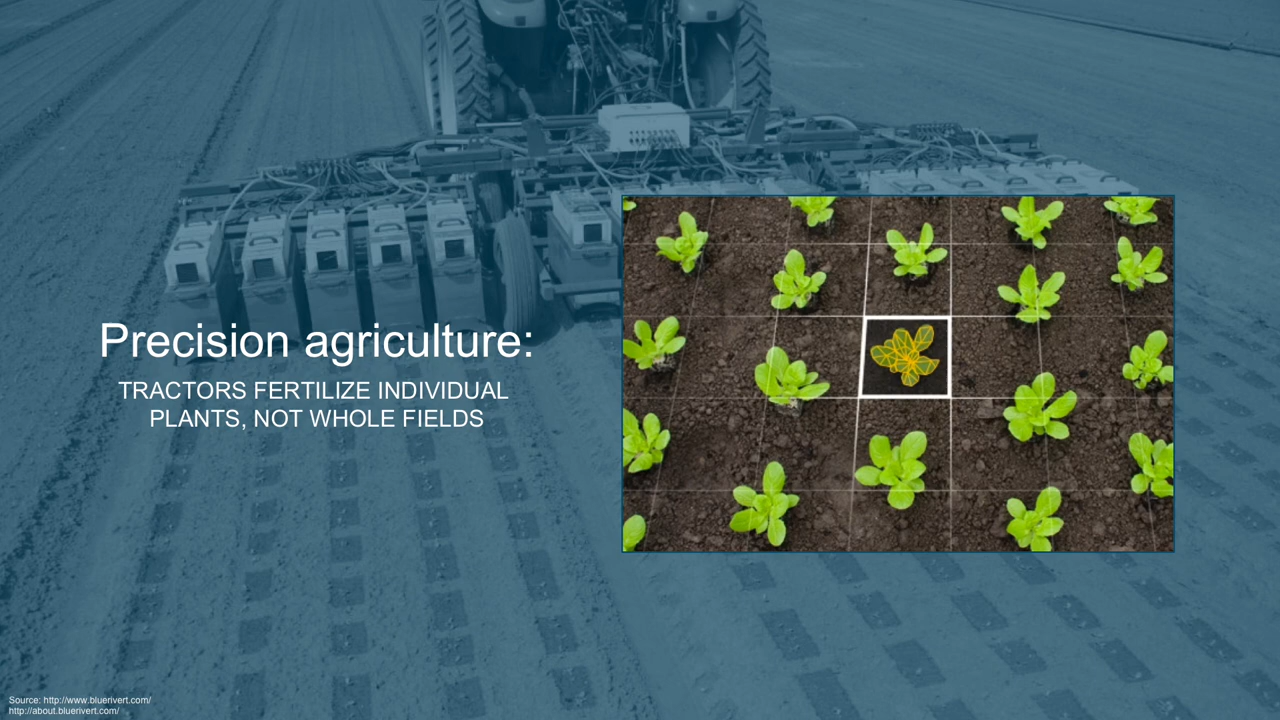 Precision agriculture:
TRACTORS FERTILIZE INDIVIDUAL
PLANTS, NOT WHOLE FIELDS
Source: http://www.bluerivert.com/
http://about.bluerivert.com/